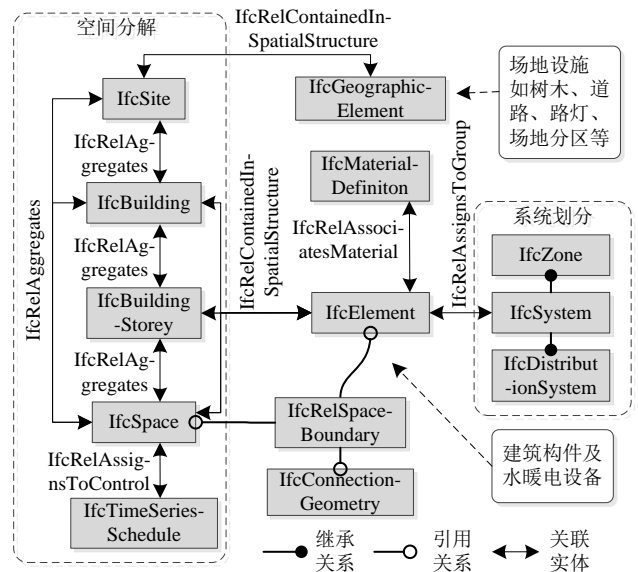 空间分解
IfcRelContainedIn-
SpatialStructure
IfcSite
IfcGeographic-
Element
场地设施
如树木、道
路、路灯、
场地分区等
IfcRelAg-
gregates
IfcMaterial-
Definiton
IfcBuilding
IfcRelAggregates
IfcRelContainedIn-
SpatialStructure
IfcRelAssoci-
atesMaterial
IfcRelAssignsToGroup
系统划分
IfcZone
IfcRelAg-
gregates
IfcBuilding
-Storey
IfcElement
IfcSystem
IfcRelAg-
gregates
IfcDistribut
-ionSystem
IfcSpace
IfcRelSpace-
Boundary
建筑构件及
水暖电设备
IfcRelAssig-
nsToControl
IfcConnection-
Geometry
IfcTimeSeries-
Schedule
继承
关系
引用
关系
关联
实体